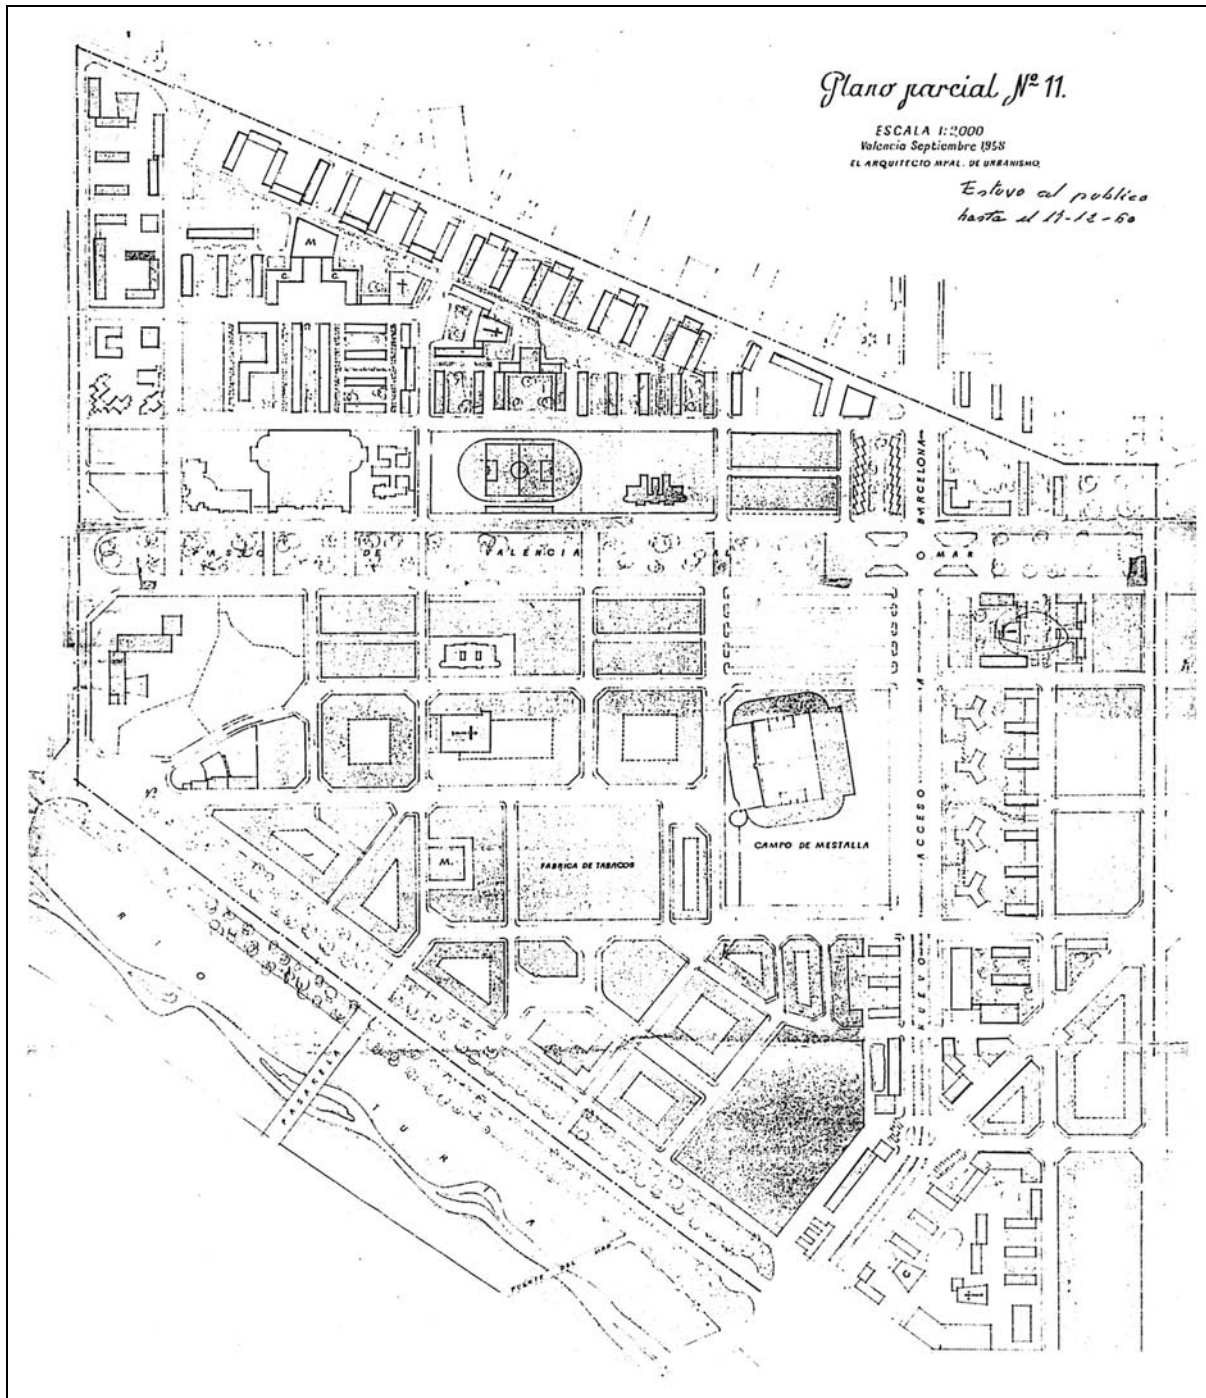 Plano parcial Nº 11.
ESCALA 1:2000
Valencia Septiembre 1958
EL ARQUITECTO MPAL. DE URBANISMO.
Estuvo al publico
hasta el 17-12-60
M
C. C.
PASEO DE VALENCIA AL MAR
BARCELONA
NUEVO ACCESO A
CAMPO DE MESTALLA
M.
FABRICA DE TABACOS
RIO TURIA
PASARELA
PUENTE DEL MAR
C